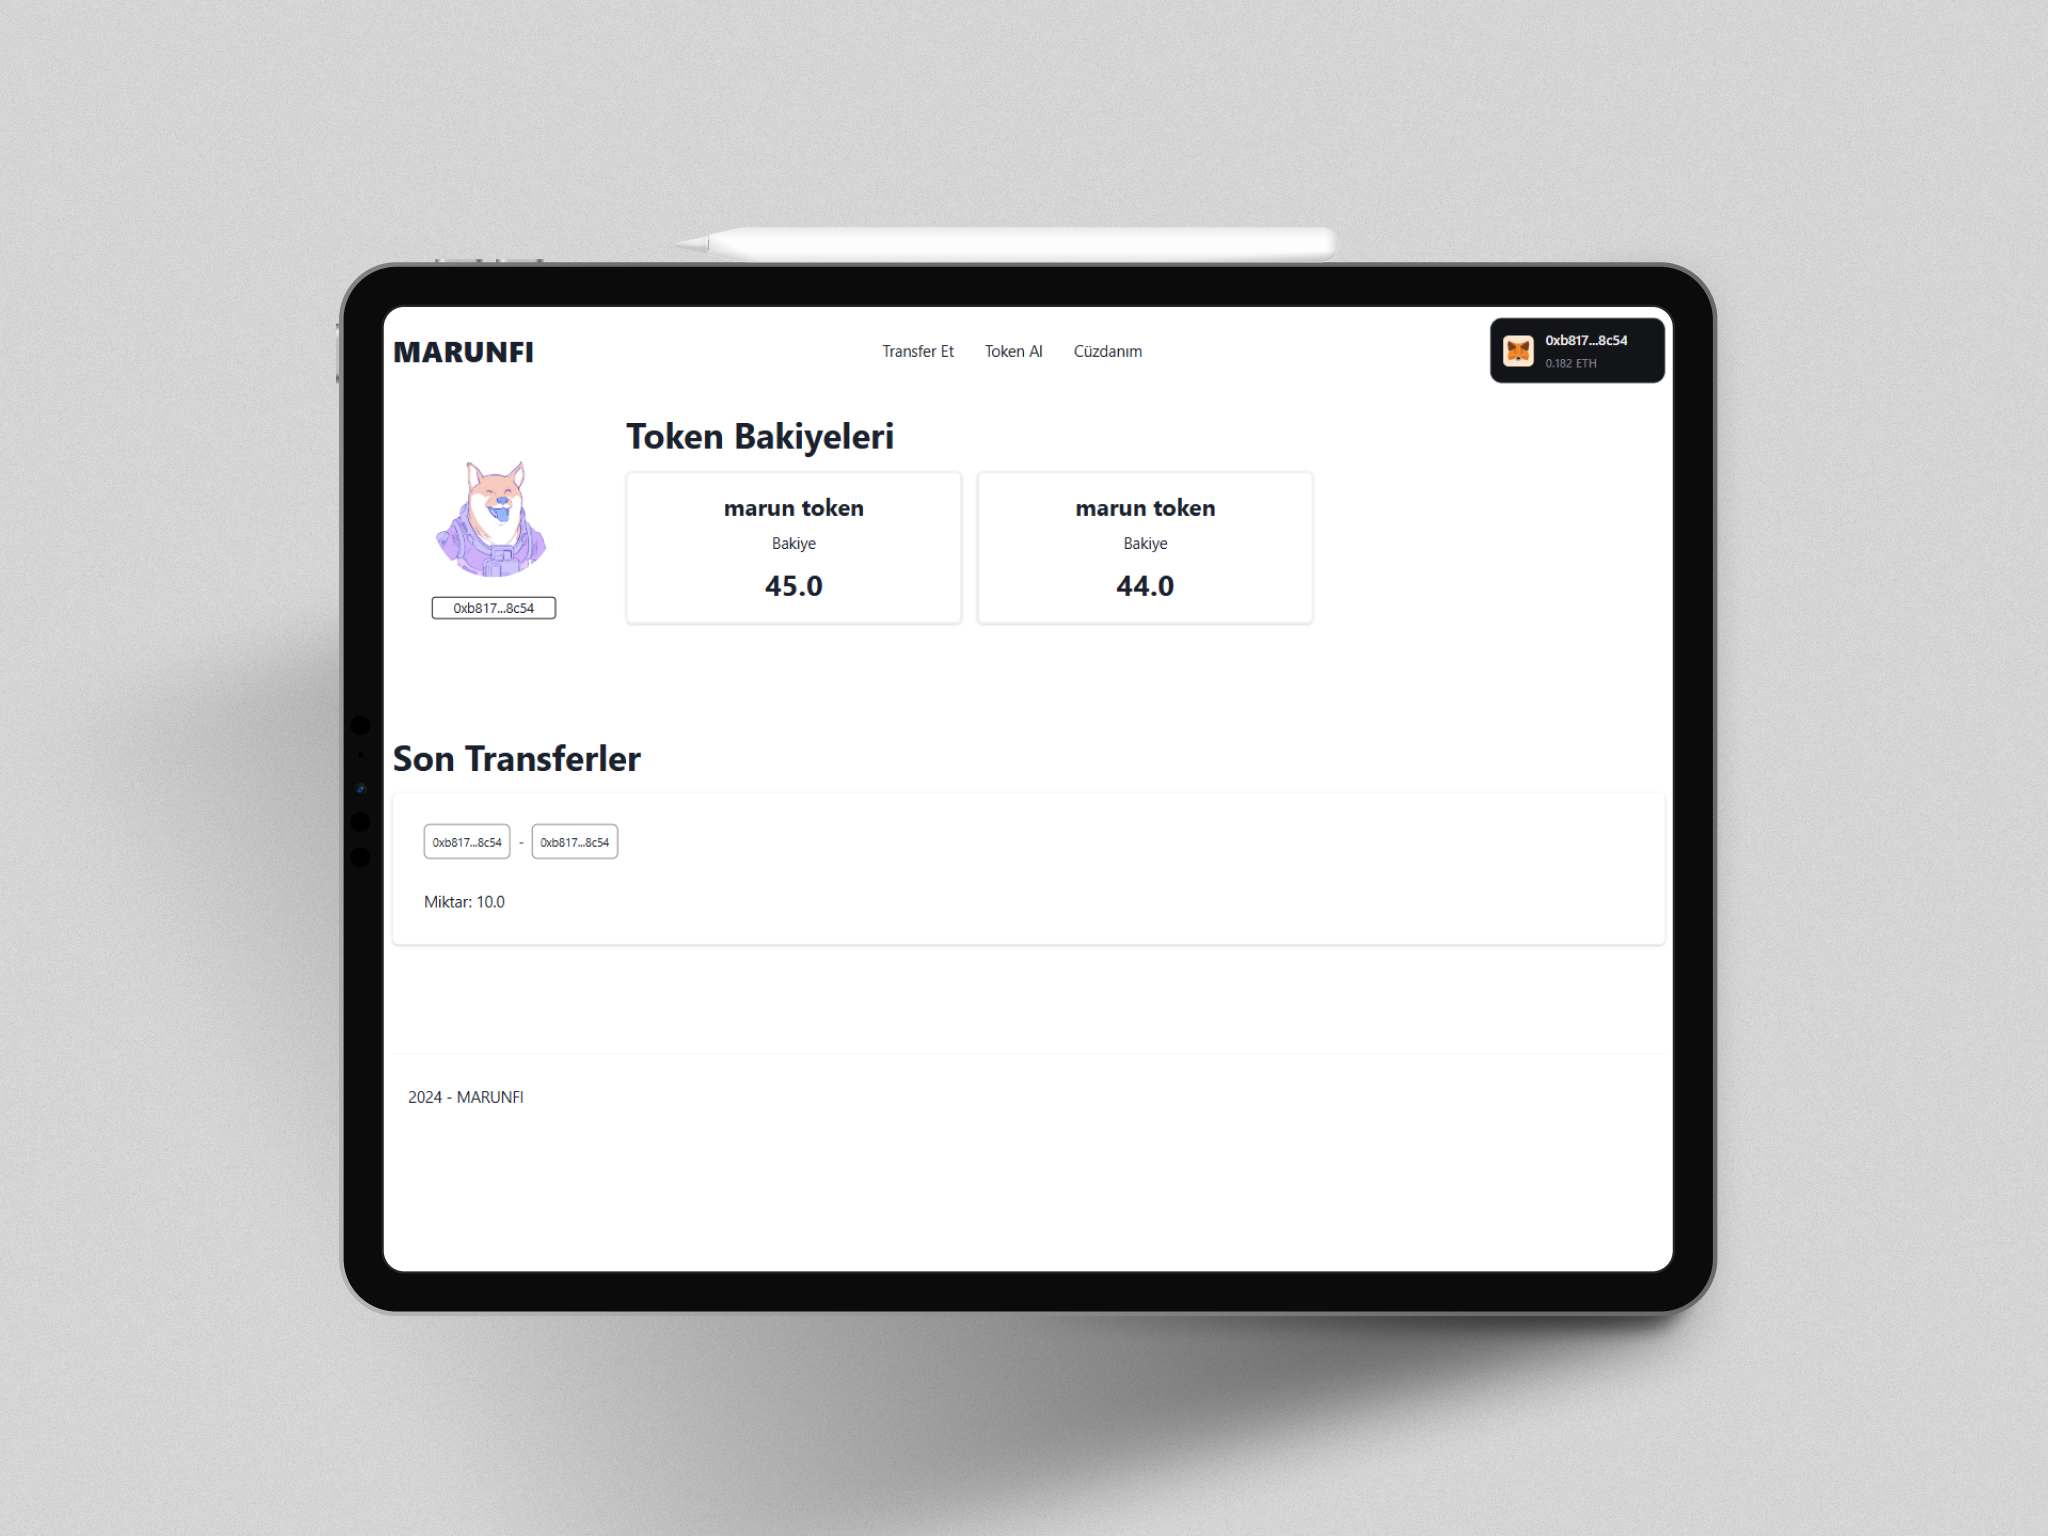 MARUNFI
Transfer Et
Token Al
Cüzdanım
0xb817...8c54
0.182 ETH
Token Bakiyeleri
0xb817...8c54
marun token
Bakiye
45.0
marun token
Bakiye
44.0
Son Transferler
0xb817...8c54 - 0xb817...8c54
Miktar: 10.0
2024 - MARUNFI